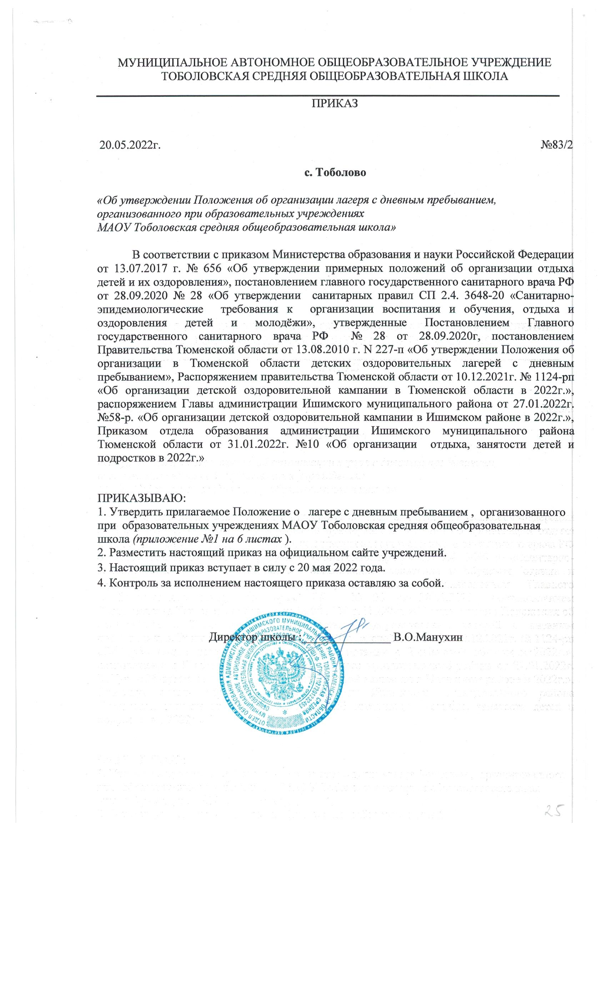 МУНИЦИПАЛЬНОЕ АВТОНОМНОЕ ОБЩЕОБРАЗОВАТЕЛЬНОЕ УЧРЕЖДЕНИЕ
ТОБОЛОВСКАЯ СРЕДНЯЯ ОБЩЕОБРАЗОВАТЕЛЬНАЯ ШКОЛА
ПРИКАЗ
20.05.2022г. №83/2
с. Тоболово
«Об утверждении Положения об организации лагеря с дневным пребыванием,
организованного при образовательных учреждениях
МАОУ Тоболовская средняя общеобразовательная школа»
В соответствии с приказом Министерства образования и науки Российской Федерации
от 13.07.2017 г. № 656 «Об утверждении примерных положений об организации отдыха
детей и их оздоровления», постановлением главного государственного санитарного врача РФ
от 28.09.2020 № 28 «Об утверждении санитарных правил СП 2.4. 3648-20 «Санитарно-
эпидемиологические требования к организации воспитания и обучения, отдыха и
оздоровления детей и молодёжи», утвержденные Постановлением Главного
государственного санитарного врача РФ № 28 от 28.09.2020г, постановлением
Правительства Тюменской области от 13.08.2010 г. N 227-п «Об утверждении Положения об
организации в Тюменской области детских оздоровительных лагерей с дневным
пребыванием», Распоряжением правительства Тюменской области от 10.12.2021г. № 1124-рп
«Об организации детской оздоровительной кампании в Тюменской области в 2022г.»,
распоряжением Главы администрации Ишимского муниципального района от 27.01.2022г.
№58-р. «Об организации детской оздоровительной кампании в Ишимском районе в 2022г.»,
Приказом отдела образования администрации Ишимского муниципального района
Тюменской области от 31.01.2022г. №10 «Об организации отдыха, занятости детей и
подростков в 2022г.»
ПРИКАЗЫВАЮ:
1. Утвердить прилагаемое Положение о лагере с дневным пребыванием , организованного
при образовательных учреждениях МАОУ Тоболовская средняя общеобразовательная
школа (приложение №1 на 6 листах ).
2. Разместить настоящий приказ на официальном сайте учреждений.
3. Настоящий приказ вступает в силу с 20 мая 2022 года.
4. Контроль за исполнением настоящего приказа оставляю за собой.
Директор школы : ________________ В.О.Манухин
ОТДЕЛ ОБРАЗОВАНИЯ АДМИНИСТРАЦИИ ИШИМСКОГО МУНИЦИПАЛЬНОГО РАЙОНА ТЮМЕНСКОЙ ОБЛАСТИ
МУНИЦИПАЛЬНОЕ АВТОНОМНОЕ ОБЩЕОБРАЗОВАТЕЛЬНОЕ УЧРЕЖДЕНИЕ ТОБОЛОВСКАЯ СРЕДНЯЯ
ОБЩЕОБРАЗОВАТЕЛЬНАЯ ШКОЛА (МАОУ ТОБОЛОВСКАЯ СОШ) * ОГРН 1027201232453
25